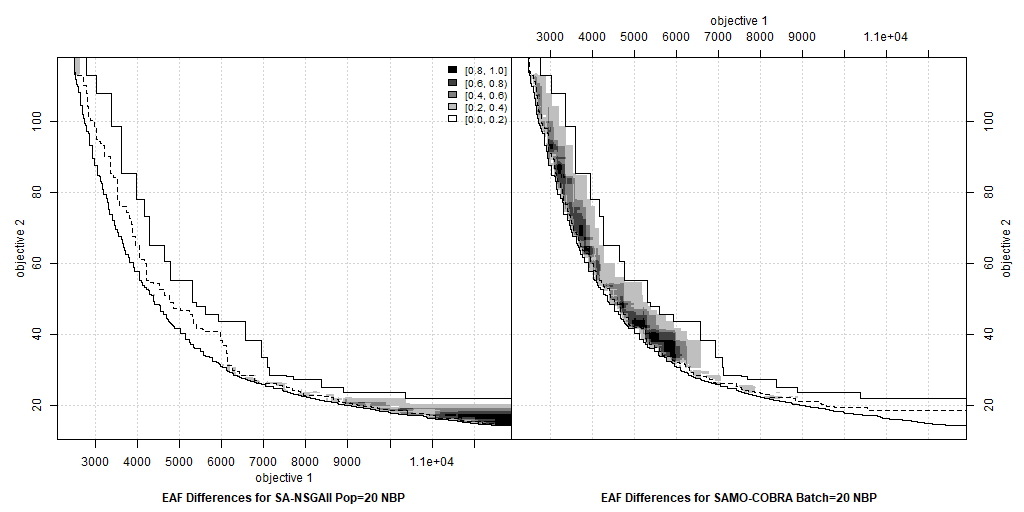 objective 1
3000 4000 5000 6000 7000 8000 9000 1.1e+04
[0.8, 1.0]
[0.6, 0.8)
[0.4, 0.6)
[0.2, 0.4)
[0.0, 0.2)
100
80
60
40
20
objective 2
100
80
60
40
20
objective 2
3000 4000 5000 6000 7000 8000 9000 1.1e+04
objective 1
EAF Differences for SA-NSGAII Pop=20 NBP
EAF Differences for SAMO-COBRA Batch=20 NBP